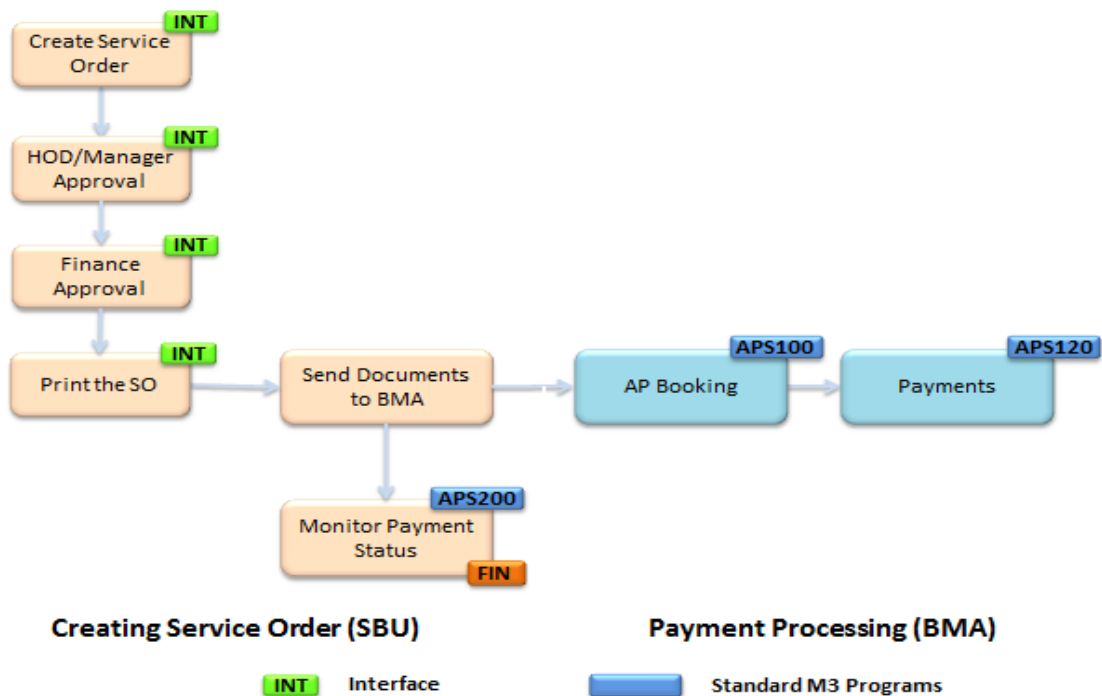 INT
Create Service
Order
INT
HOD/Manager
Approval
INT
Finance
Approval
INT
Print the SO
Send Documents
to BMA
APS100
AP Booking
APS120
Payments
APS200
Monitor Payment
Status
FIN
Creating Service Order (SBU)
Payment Processing (BMA)
INT Interface
Standard M3 Programs